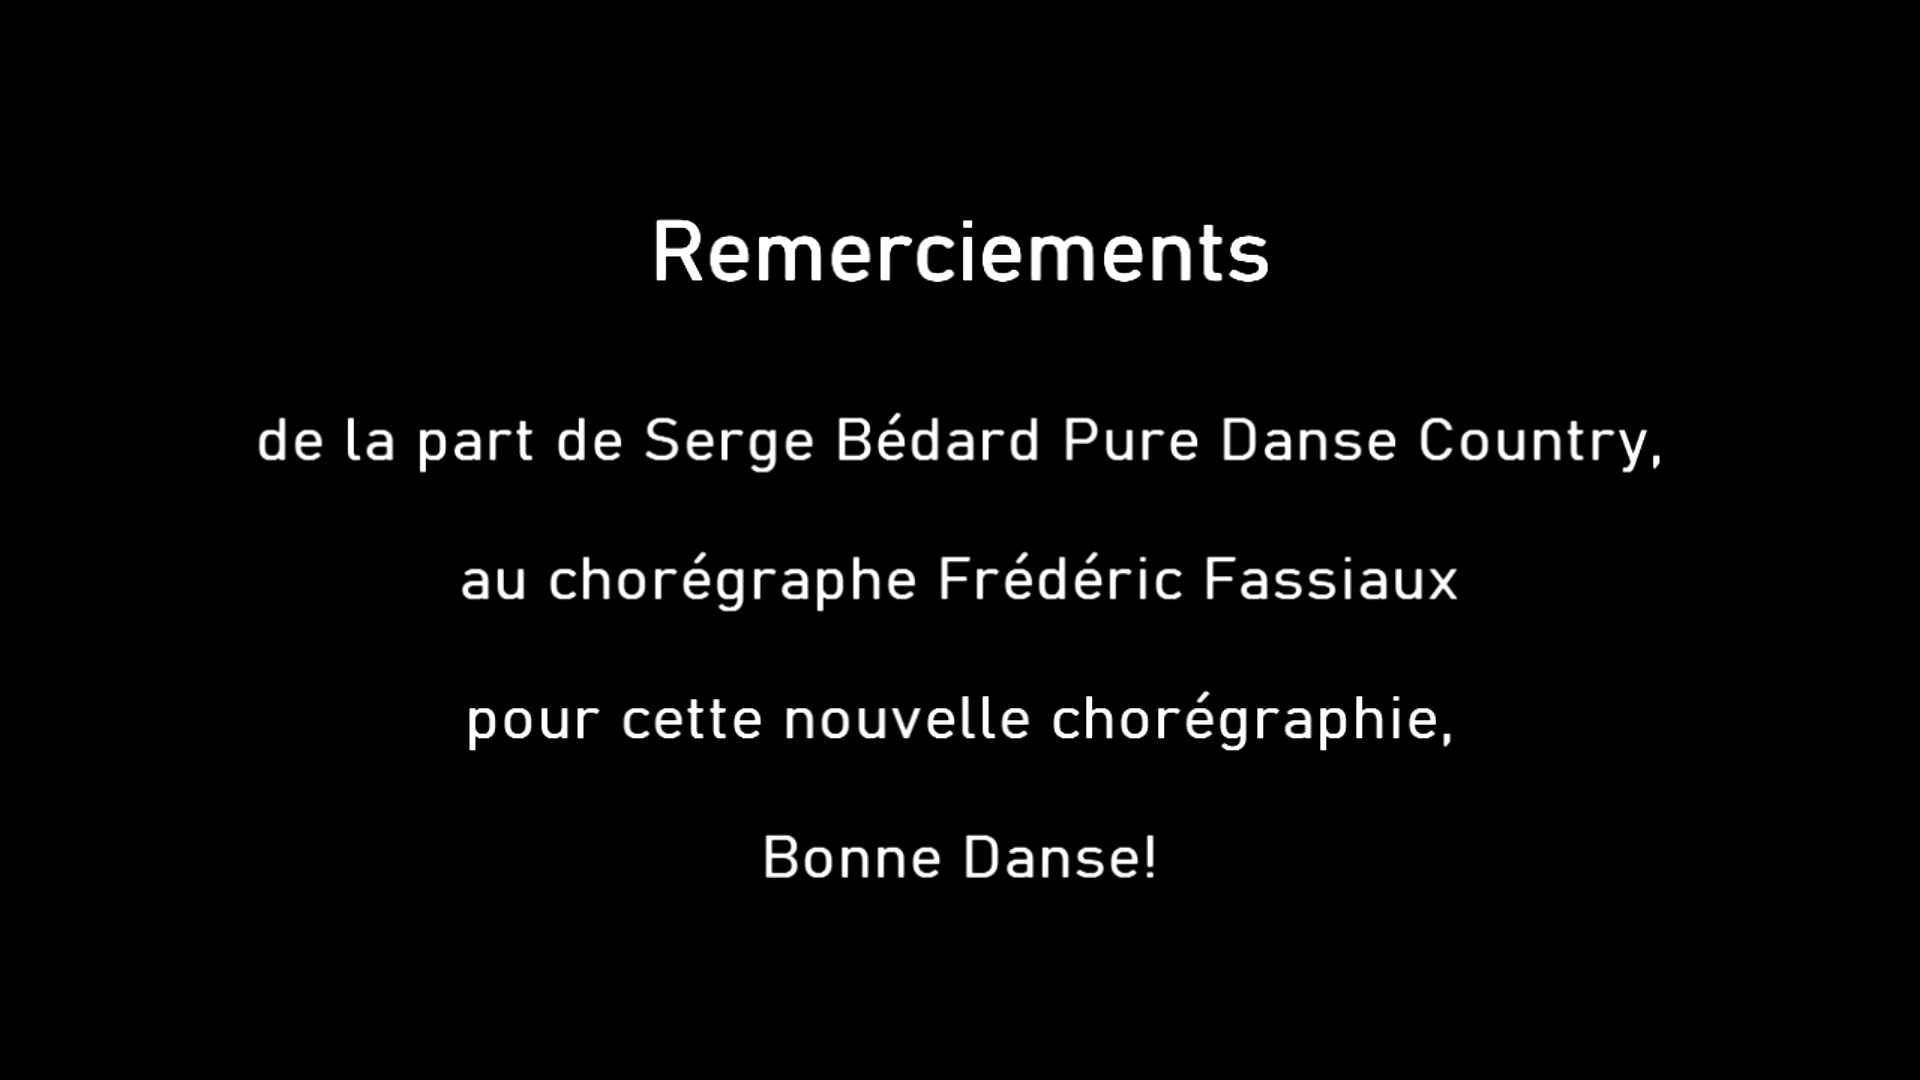 Remerciements
de la part de Serge Bédard Pure Danse Country,
au chorégraphe Frédéric Fassiaux
pour cette nouvelle chorégraphie,
Bonne Danse!